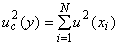 u_c^2(y) = \sum_{i=1}^{N} u^2(x_i)